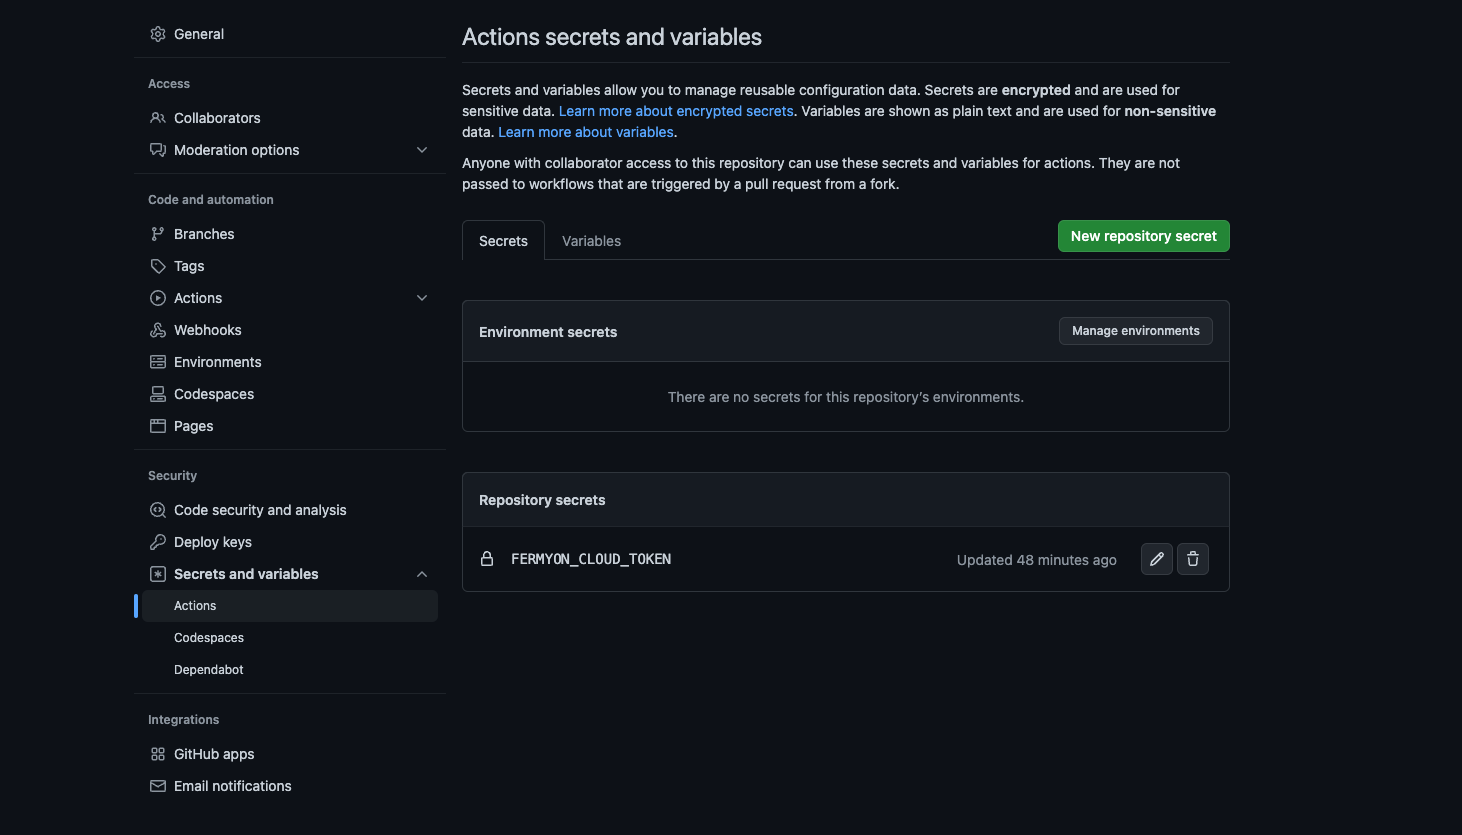 General
Access
Collaborators
Moderation options
Code and automation
Branches
Tags
Actions
Webhooks
Environments
Codespaces
Pages
Security
Code security and analysis
Deploy keys
Secrets and variables
Actions
Codespaces
Dependabot
Integrations
GitHub apps
Email notifications
Actions secrets and variables
Secrets and variables allow you to manage reusable configuration data. Secrets are encrypted and are used for
sensitive data. Learn more about encrypted secrets. Variables are shown as plain text and are used for non-sensitive
data. Learn more about variables.
Anyone with collaborator access to this repository can use these secrets and variables for actions. They are not
passed to workflows that are triggered by a pull request from a fork.
Secrets Variables New repository secret
Environment secrets Manage environments
There are no secrets for this repository's environments.
Repository secrets
FERMYON_CLOUD_TOKEN Updated 48 minutes ago